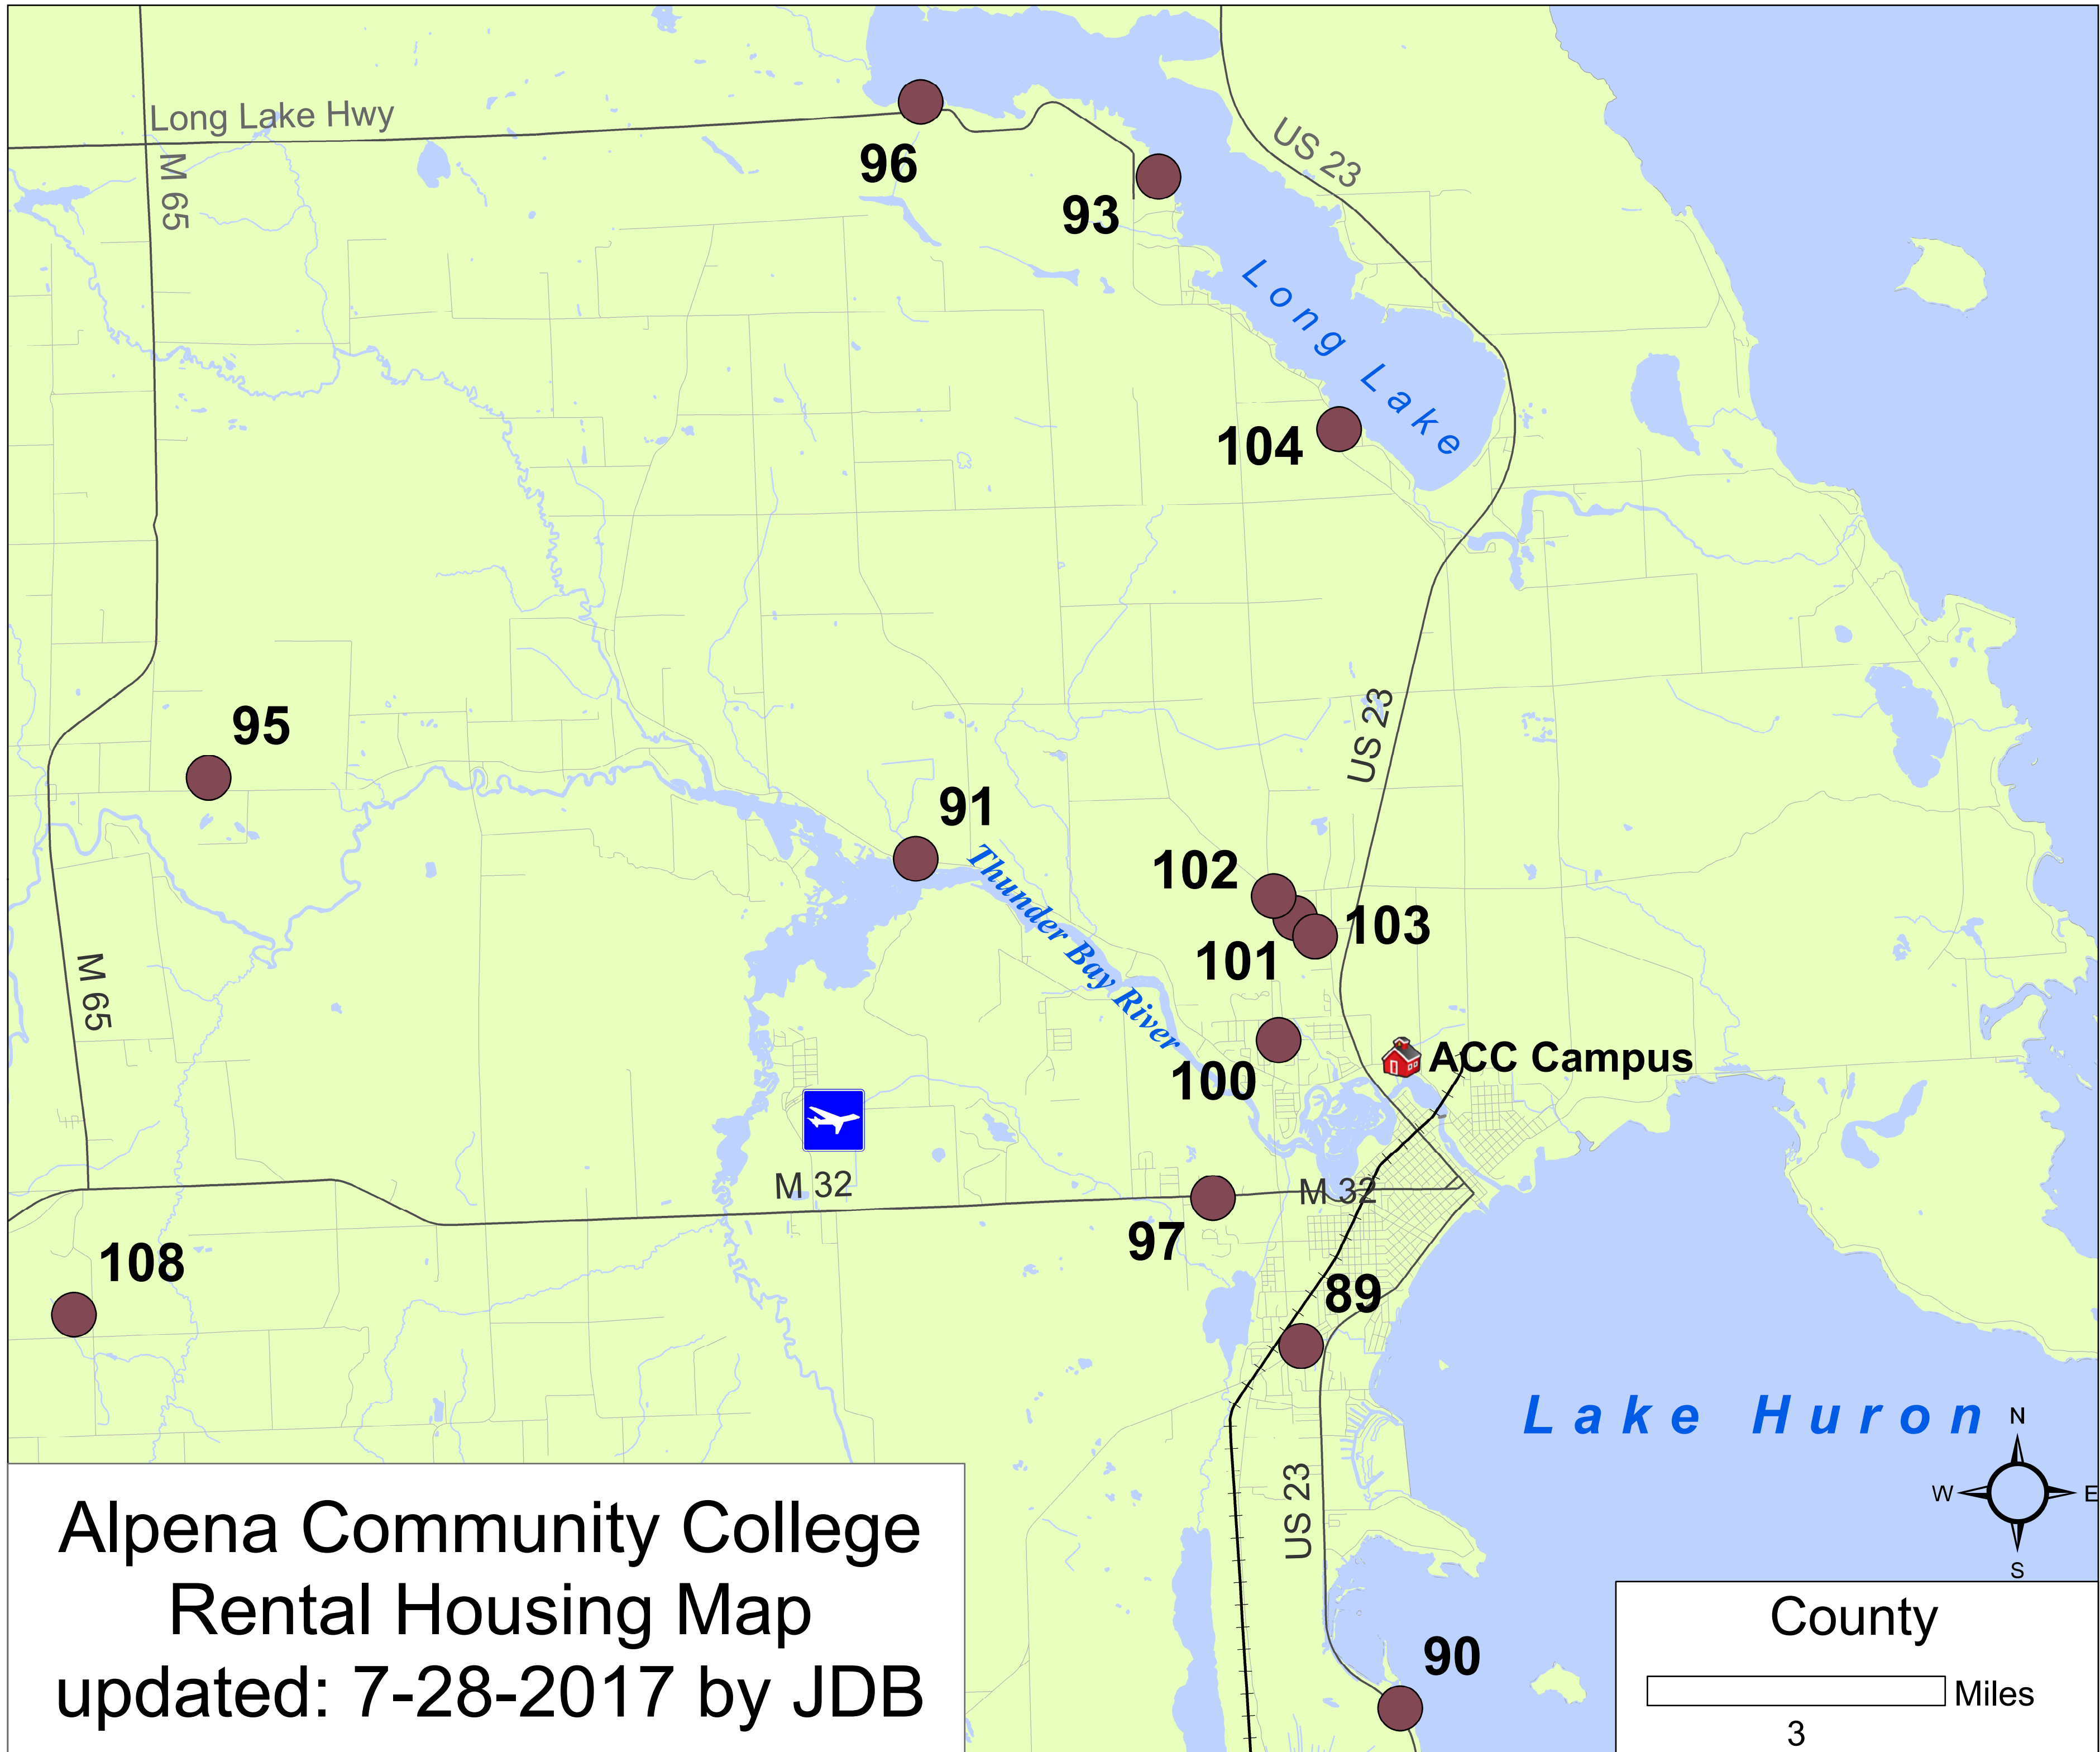 Long Lake Hwy
M 65
96
93
US 23
Long Lake
104
US 23
95
91
Thunder Bay River
102
103
101
M 65
100
ACC Campus
M 32
M 32
97
108
89
Lake Huron
N
W
E
S
US 23
90
Alpena Community College
Rental Housing Map
updated: 7-28-2017 by JDB
County
Miles
3